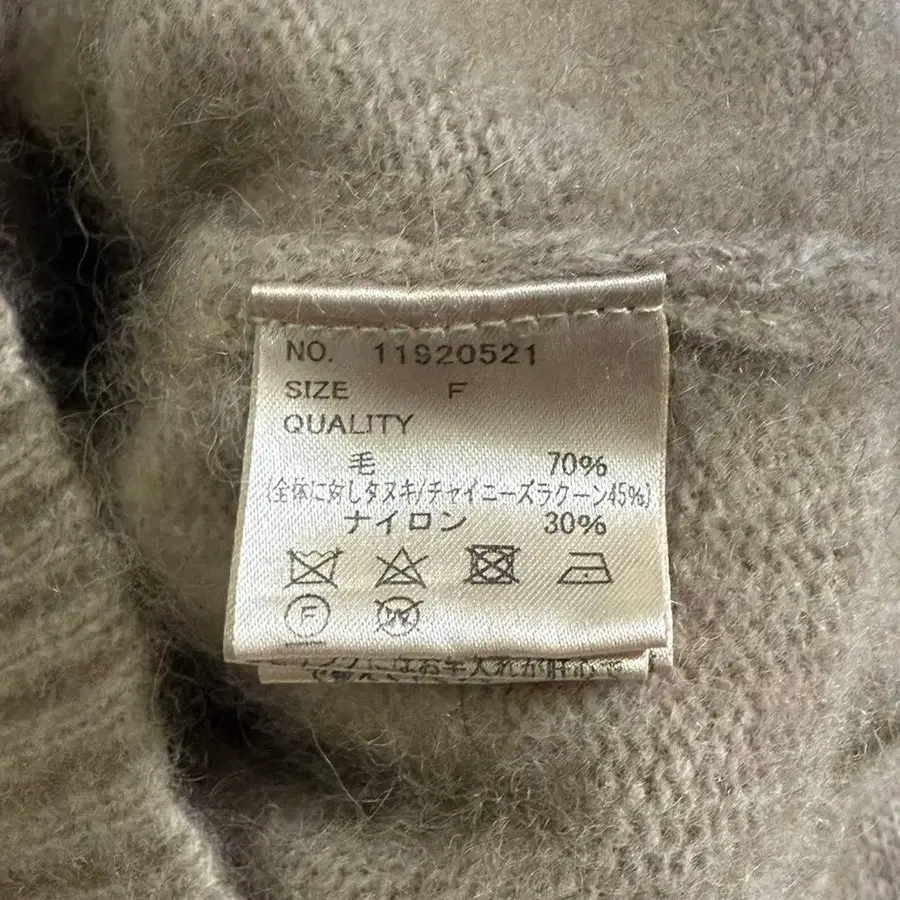 NO. 11920521
SIZE F
QUALITY
毛 70%
(全体に対しタヌキ/チャイニーズラクーン45%)
ナイロン 30%
F